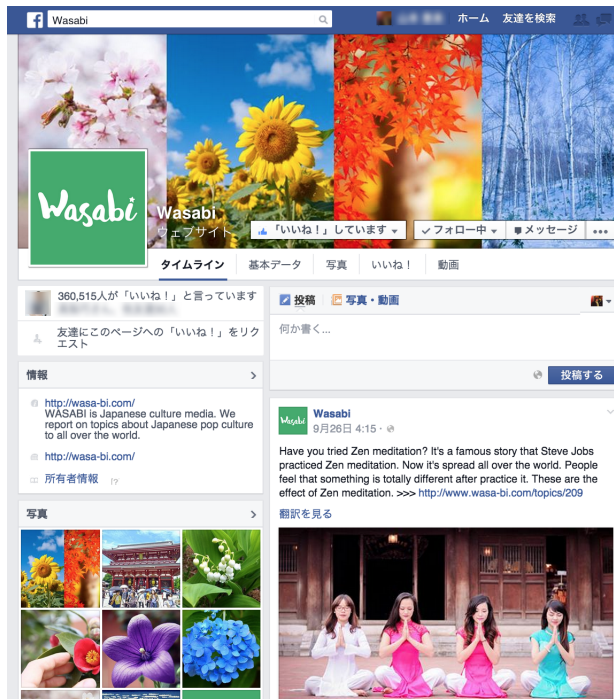 Wasabi
ホーム 友達を検索
Wasabi
Wasabi
ウェブサイト
「いいね！」しています
フォロー中
メッセージ
タイムライン 基本データ 写真 いいね！ 動画
360,515人が「いいね！」と言っています
友達にこのページへの「いいね！」をリク
エスト
情報
http://wasa-bi.com/
WASABI is Japanese culture media. We
report on topics about Japanese pop culture
to all over the world.
http://wasa-bi.com/
所有者情報 [?
写真
投稿 写真・動画
何か書く...
投稿する
Wasabi
Wasabi
9月26日 4:15 ·
Have you tried Zen meditation? It's a famous story that Steve Jobs
practiced Zen meditation. Now it's spread all over the world. People
feel that something is totally different after practice it. These are the
effect of Zen meditation. >>> http://www.wasa-bi.com/topics/209
翻訳を見る